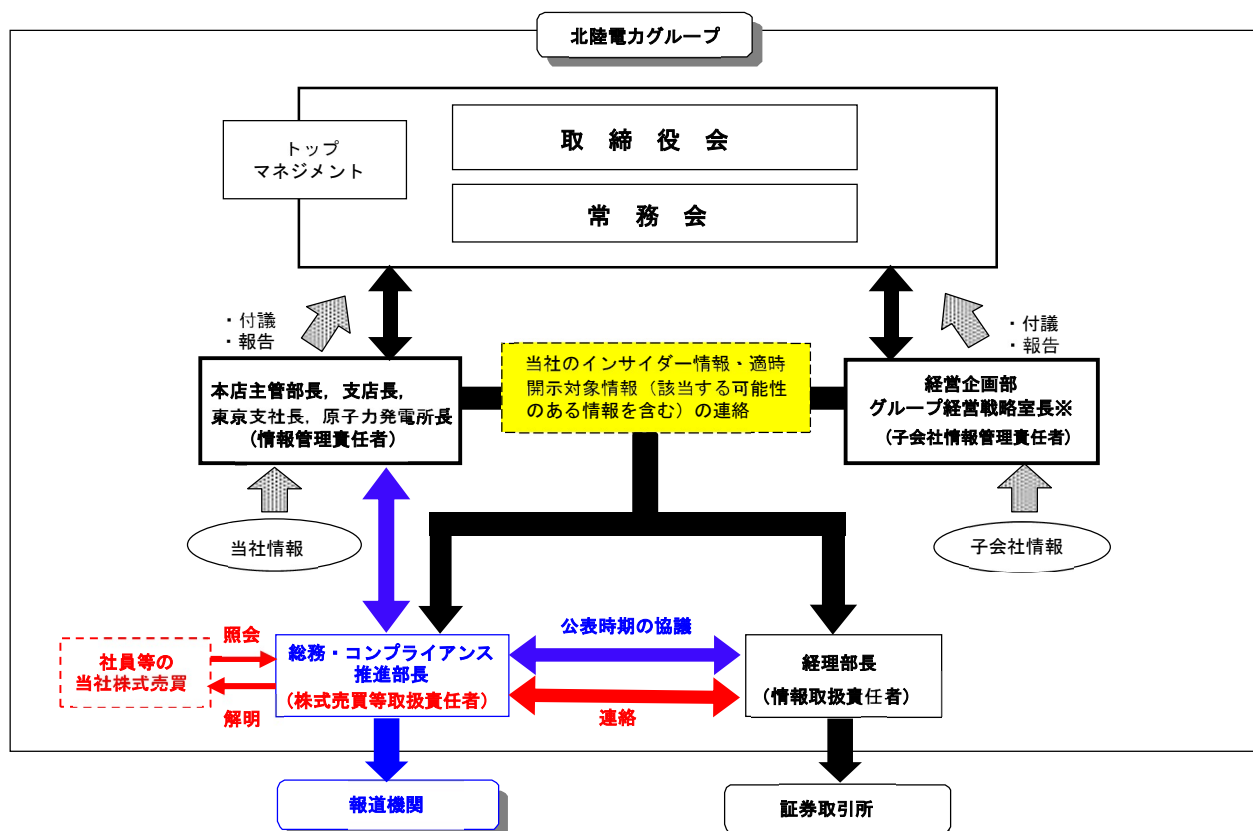 北陸電力グループ
トップ
マネジメント
取 締 役 会
常 務 会
・付議
・報告
・付議
・報告
本店主管部長，支店長，
東京支社長，原子力発電所長
（情報管理責任者）
当社のインサイダー情報・適時
開示対象情報（該当する可能性
のある情報を含む）の連絡
経営企画部
グループ経営戦略室長※
（子会社情報管理責任者）
当社情報
子会社情報
照会
社員等の
当社株式売買
解明
総務・コンプライアンス
推進部長
（株式売買等取扱責任者）
公表時期の協議
連絡
経理部長
（情報取扱責任者）
報道機関
証券取引所